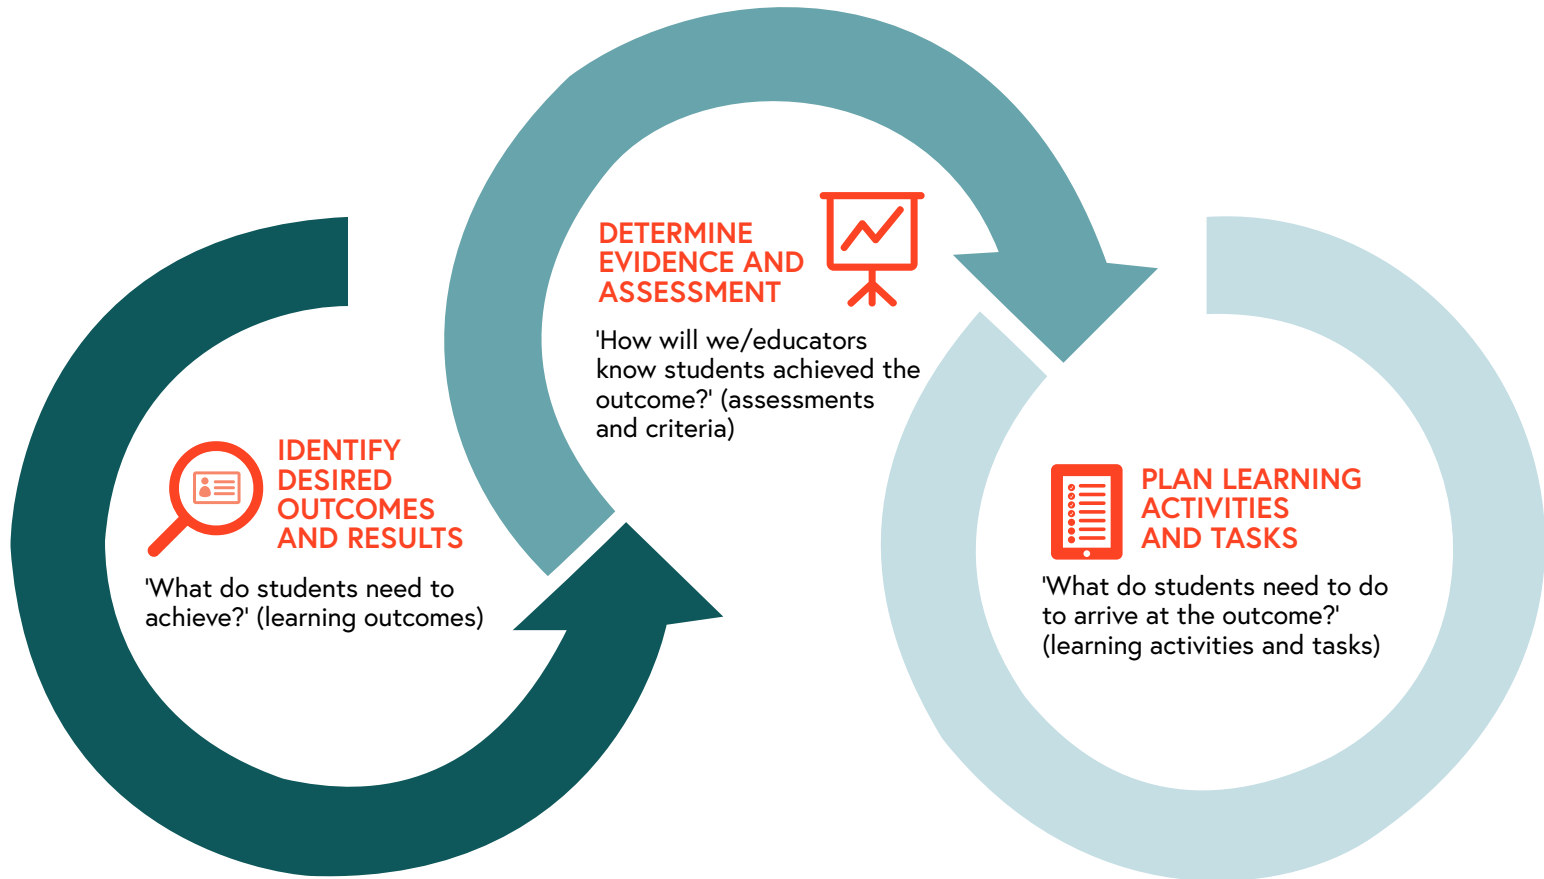 IDENTIFY
DESIRED
OUTCOMES
AND RESULTS
'What do students need to
achieve?' (learning outcomes)
DETERMINE
EVIDENCE AND
ASSESSMENT
'How will we/educators
know students achieved the
outcome?' (assessments
and criteria)
PLAN LEARNING
ACTIVITIES
AND TASKS
'What do students need to do
to arrive at the outcome?'
(learning activities and tasks)